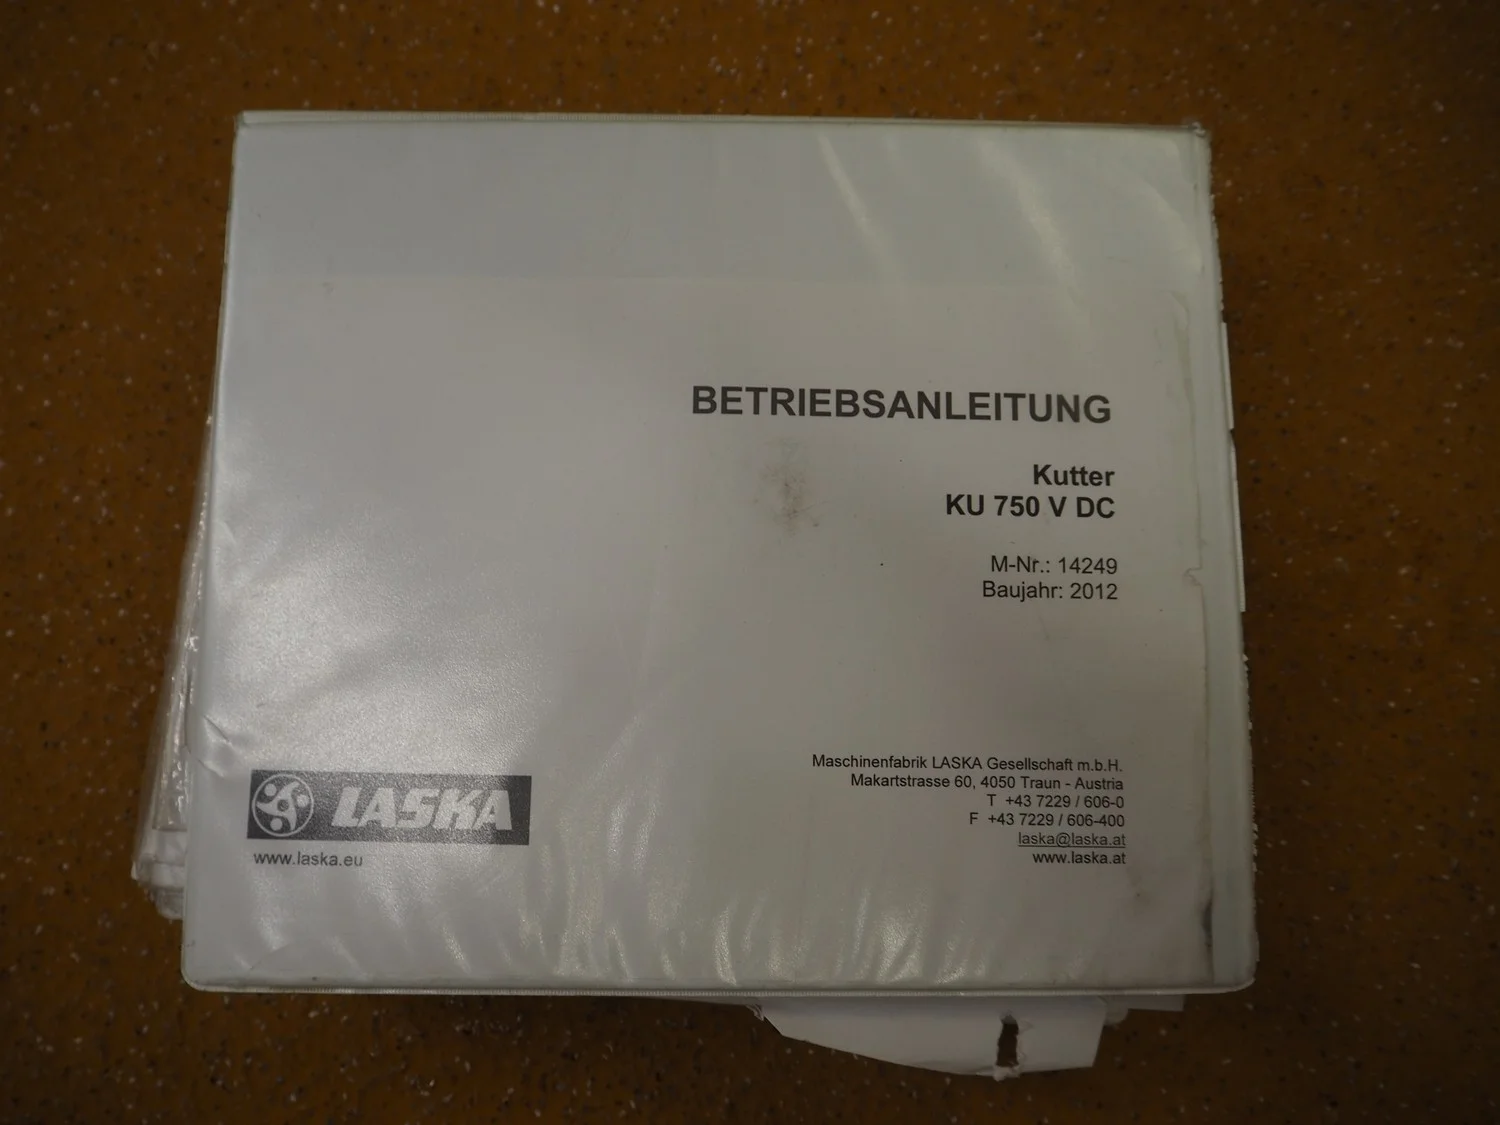 BETRIEBSANLEITUNG
Kutter
KU 750 V DC
M-Nr.: 14249
Baujahr: 2012
Maschinenfabrik LASKA Gesellschaft m.b.H.
Makartstrasse 60, 4050 Traun - Austria
T +43 7229 / 606-0
F +43 7229 / 606-400
laska@laska.at
www.laska.at
LASKA
www.laska.eu